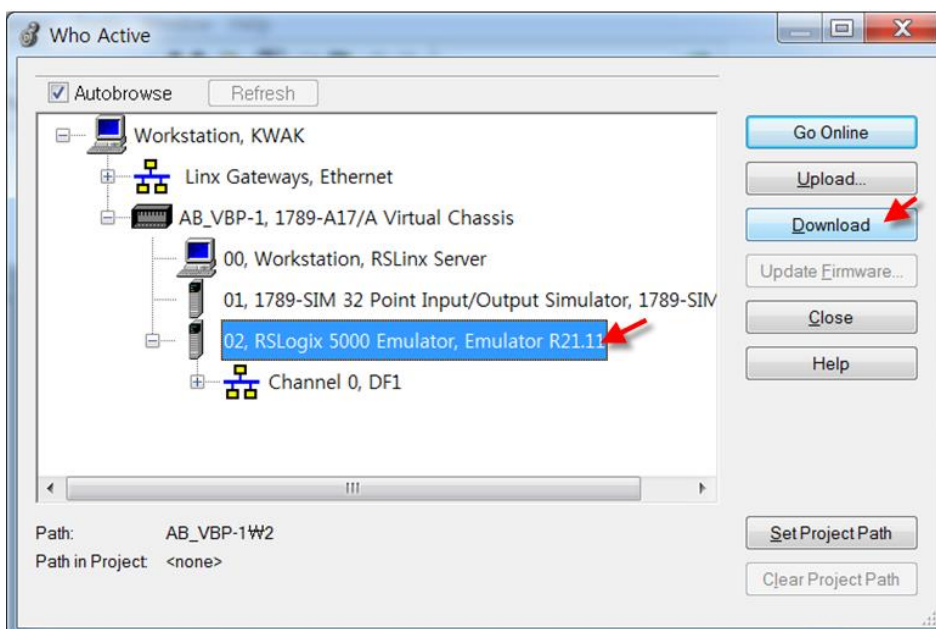 Who Active
Autobrowse
Refresh
Workstation, KWAK
Linx Gateways, Ethernet
AB_VBP-1, 1789-A17/A Virtual Chassis
00, Workstation, RSLinx Server
01, 1789-SIM 32 Point Input/Output Simulator, 1789-SIM
02, RSLogix 5000 Emulator, Emulator R21.11
Channel 0, DF1
Go Online
Upload...
Download
Update Firmware...
Close
Help
Path: AB_VBP-1₩2
Path in Project: <none>
Set Project Path
Clear Project Path